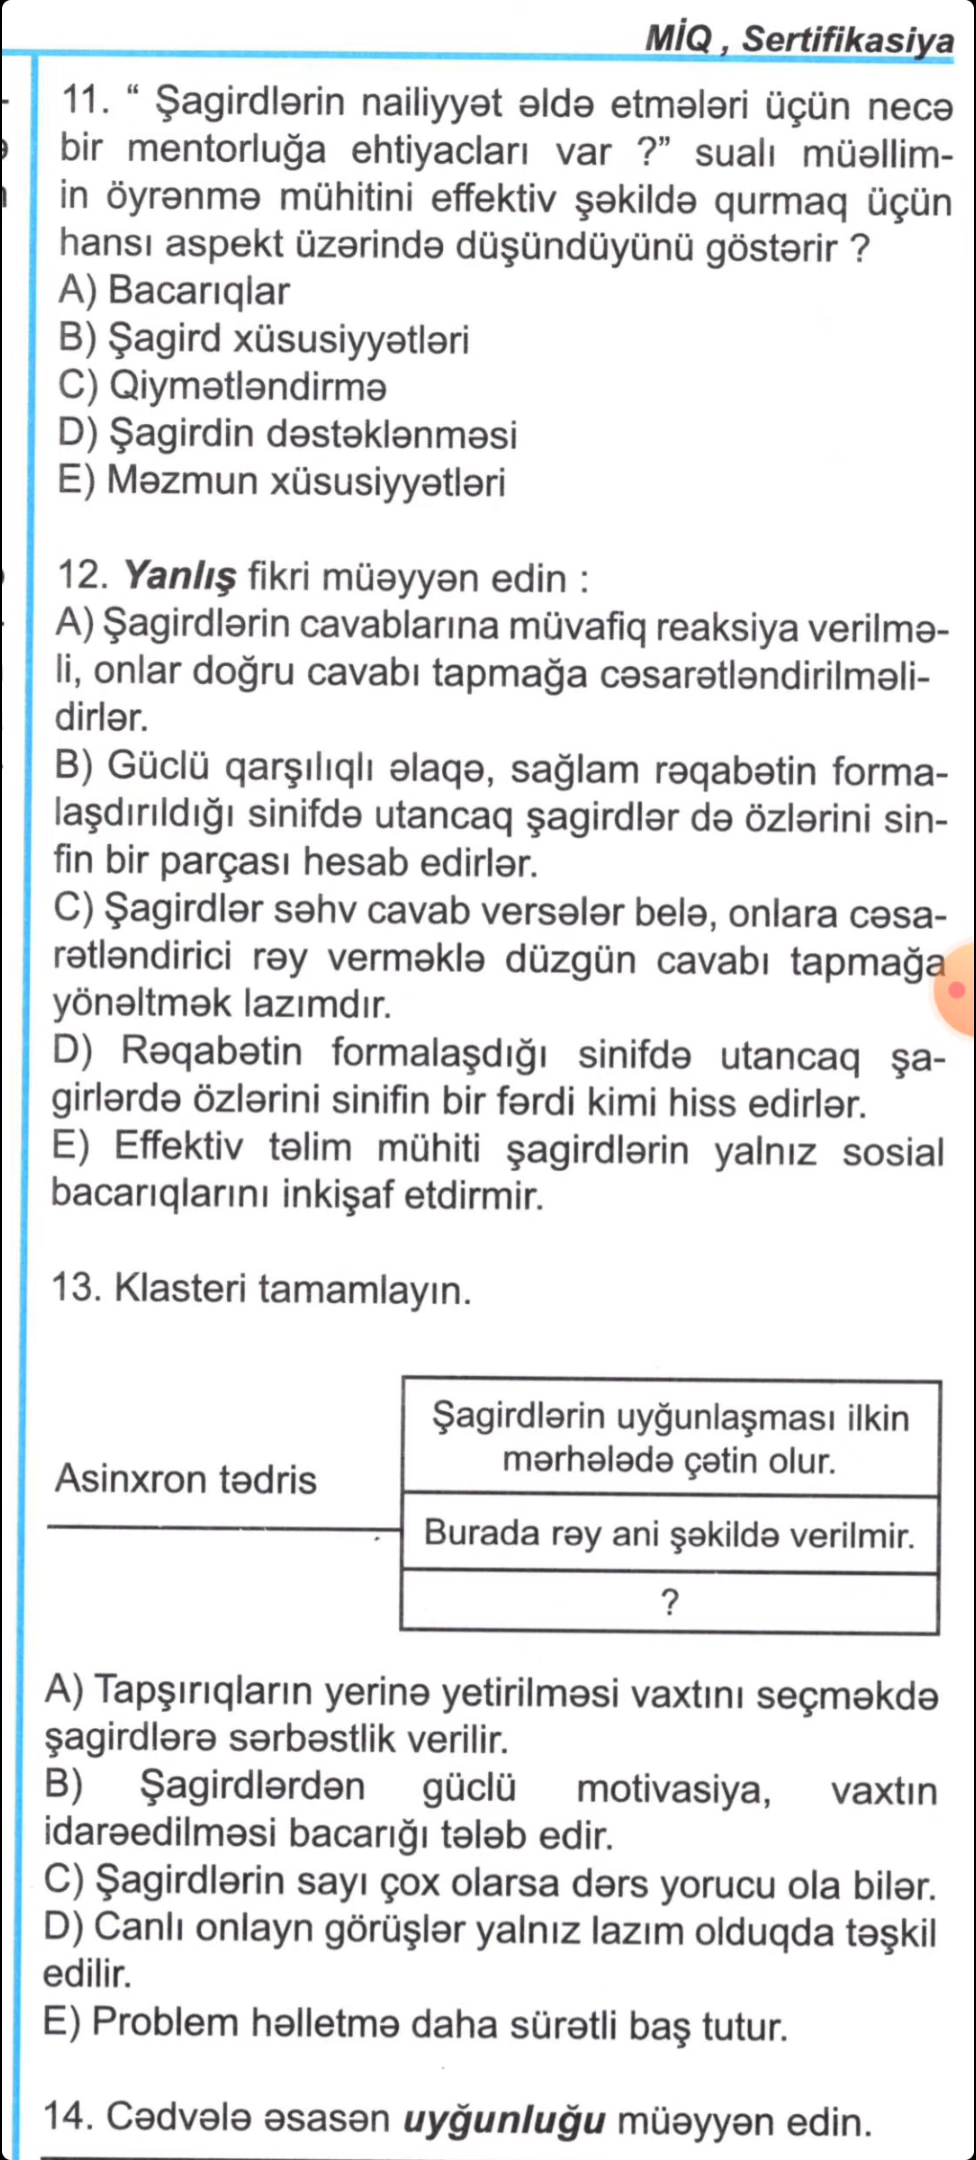 MİQ , Sertifikasiya
11. “ Şagirdlərin nailiyyət əldə etmələri üçün necə
bir mentorluğa ehtiyacları var ?” sualı müəllim-
in öyrənmə mühitini effektiv şəkildə qurmaq üçün
hansı aspekt üzərində düşündüyünü göstərir ?
A) Bacarıqlar
B) Şagird xüsusiyyətləri
C) Qiymətləndirmə
D) Şagirdin dəstəklənməsi
E) Məzmun xüsusiyyətləri
12. Yanlış fikri müəyyən edin :
A) Şagirdlərin cavablarına müvafiq reaksiya verilmə-
li, onlar doğru cavabı tapmağa cəsarətləndirilməli-
dirlər.
B) Güclü qarşılıqlı əlaqə, sağlam rəqabətin forma-
laşdırıldığı sinifdə utancaq şagirdlər də özlərini sin-
fin bir parçası hesab edirlər.
C) Şagirdlər səhv cavab versələr belə, onlara cəsa-
rətləndirici rəy verməklə düzgün cavabı tapmağa
yönəltmək lazımdır.
D) Rəqabətin formalaşdığı sinifdə utancaq şa-
girlərdə özlərini sinifin bir fərdi kimi hiss edirlər.
E) Effektiv təlim mühiti şagirdlərin yalnız sosial
bacarıqlarını inkişaf etdirmir.
13. Klasteri tamamlayın.
Asinxron tədris
Şagirdlərin uyğunlaşması ilkin
mərhələdə çətin olur.
Burada rəy ani şəkildə verilmir.
?
A) Tapşırıqların yerinə yetirilməsi vaxtını seçməkdə
şagirdlərə sərbəstlik verilir.
B) Şagirdlərdən güclü motivasiya, vaxtın
idarəedilməsi bacarığı tələb edir.
C) Şagirdlərin sayı çox olarsa dərs yorucu ola bilər.
D) Canlı onlayn görüşlər yalnız lazım olduqda təşkil
edilir.
E) Problem həlletmə daha sürətli baş tutur.
14. Cədvələ əsasən uyğunluğu müəyyən edin.